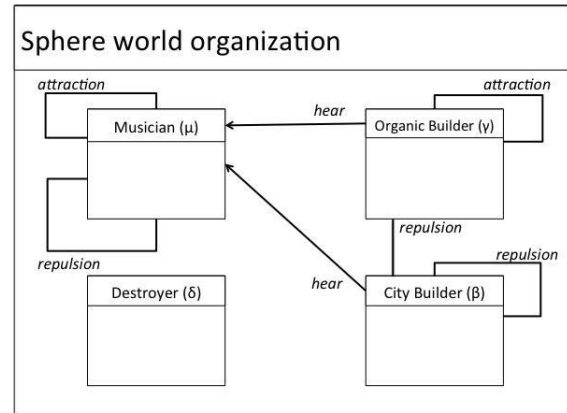 Sphere world organization
attraction
attraction
hear
Musician (μ)
Organic Builder (γ)
repulsion
repulsion
repulsion
Destroyer (δ)
hear
City Builder (β)